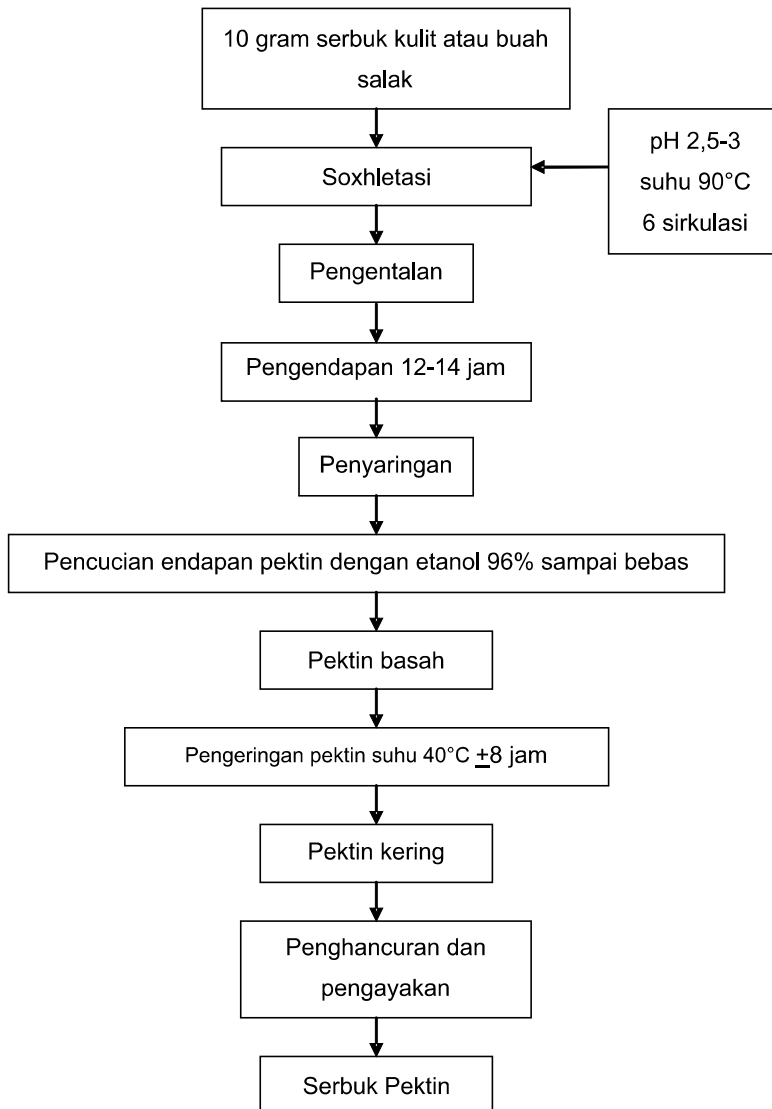 10 gram serbuk kulit atau buah
salak
pH 2,5-3
suhu 90°C
6 sirkulasi
Soxhletasi
Pengentalan
Pengendapan 12-14 jam
Penyaringan
Pencucian endapan pektin dengan etanol 96% sampai bebas
Pektin basah
Pengeringan pektin suhu 40°C ±8 jam
Pektin kering
Penghancuran dan
pengayakan
Serbuk Pektin